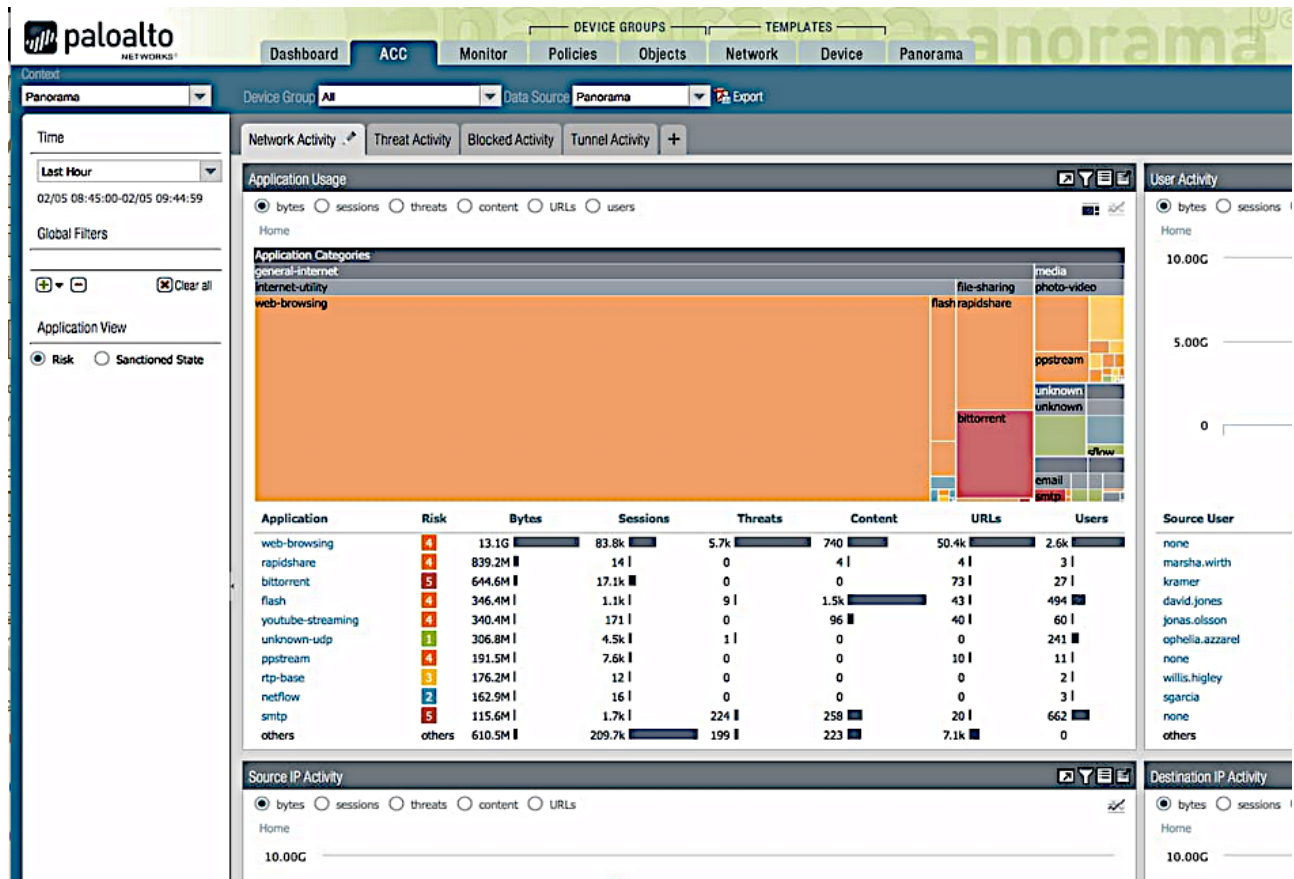 paloalto
NETWORKS
DEVICE GROUPS TEMPLATES
Dashboard ACC Monitor Policies Objects Network Device Panorama
panorama
Context
Panorama
Device Group All Data Source Panorama Export
Time
Last Hour
02/05 08:45:00-02/05 09:44:59
Global Filters
Clear all
Application View
Risk Sanctioned State
Network Activity Threat Activity Blocked Activity Tunnel Activity +
Application Usage
bytes sessions threats content URLs users
Home
Application Categories
general-internet media
internet-utility file-sharing photo-video
web-browsing flash rapidshare
ppstream
unknown
unknown
bittorrent
sflow
email
smtp
Application Risk Bytes Sessions Threats Content URLs Users
web-browsing 4 13.1G 83.8k 5.7k 740 50.4k 2.6k
rapidshare 4 839.2M 14 0 4 4 3
bittorrent 5 644.6M 17.1k 0 0 73 27
flash 4 346.4M 1.1k 9 1.5k 43 494
youtube-streaming 4 340.4M 171 0 96 40 60
unknown-udp 1 306.8M 4.5k 1 0 0 241
ppstream 4 191.5M 7.6k 0 0 10 11
rtp-base 3 176.2M 12 0 0 0 2
netflow 2 162.9M 16 0 0 0 3
smtp 5 115.6M 1.7k 224 258 20 662
others others 610.5M 209.7k 199 223 7.1k 0
User Activity
bytes sessions
Home
10.00G
5.00G
0
Source User
none
marsha.wirth
kramer
david.jones
jonas.olsson
ophelia.azzarel
none
willis.higley
sgarcia
none
others
Source IP Activity
bytes sessions threats content URLs
Home
10.00G
Destination IP Activity
bytes sessions
Home
10.00G